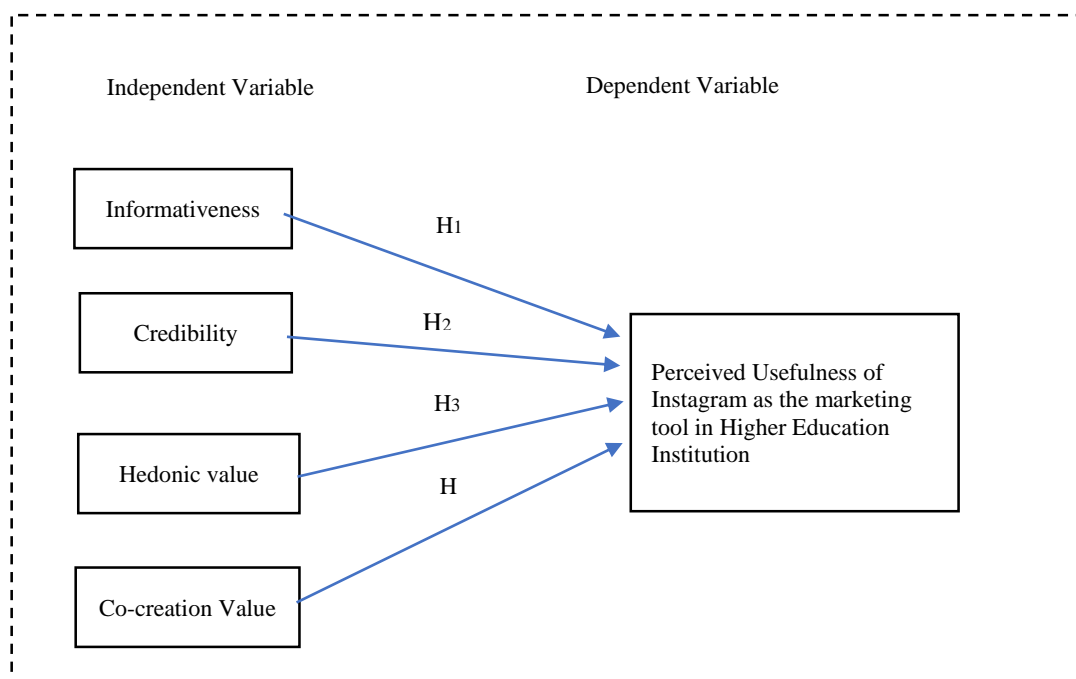 Independent Variable
Dependent Variable
Informativeness
H1
Credibility
H2
Perceived Usefulness of
Instagram as the marketing
tool in Higher Education
Institution
H3
Hedonic value
H
Co-creation Value